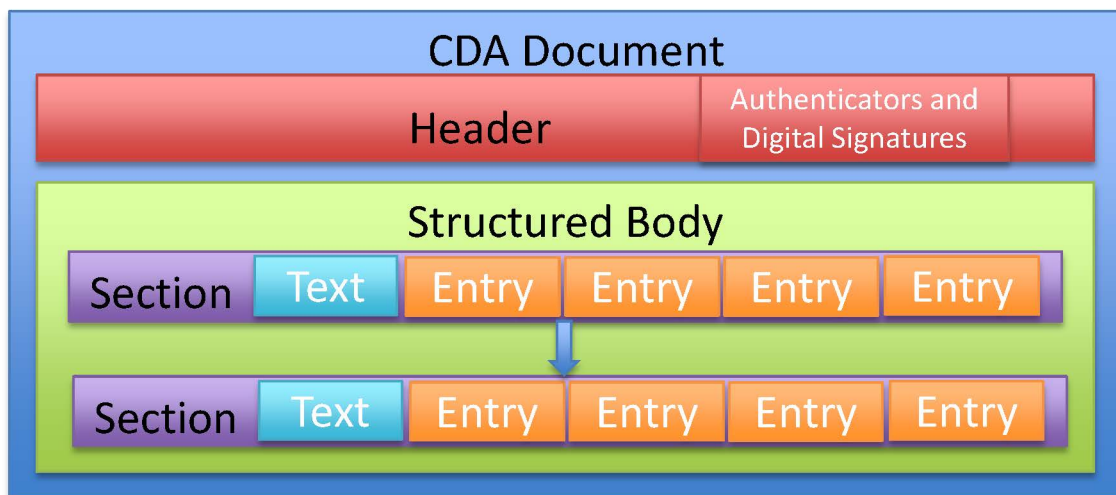 CDA Document
Header
Authenticators and
Digital Signatures
Structured Body
Section Text Entry Entry Entry Entry
Section Text Entry Entry Entry Entry